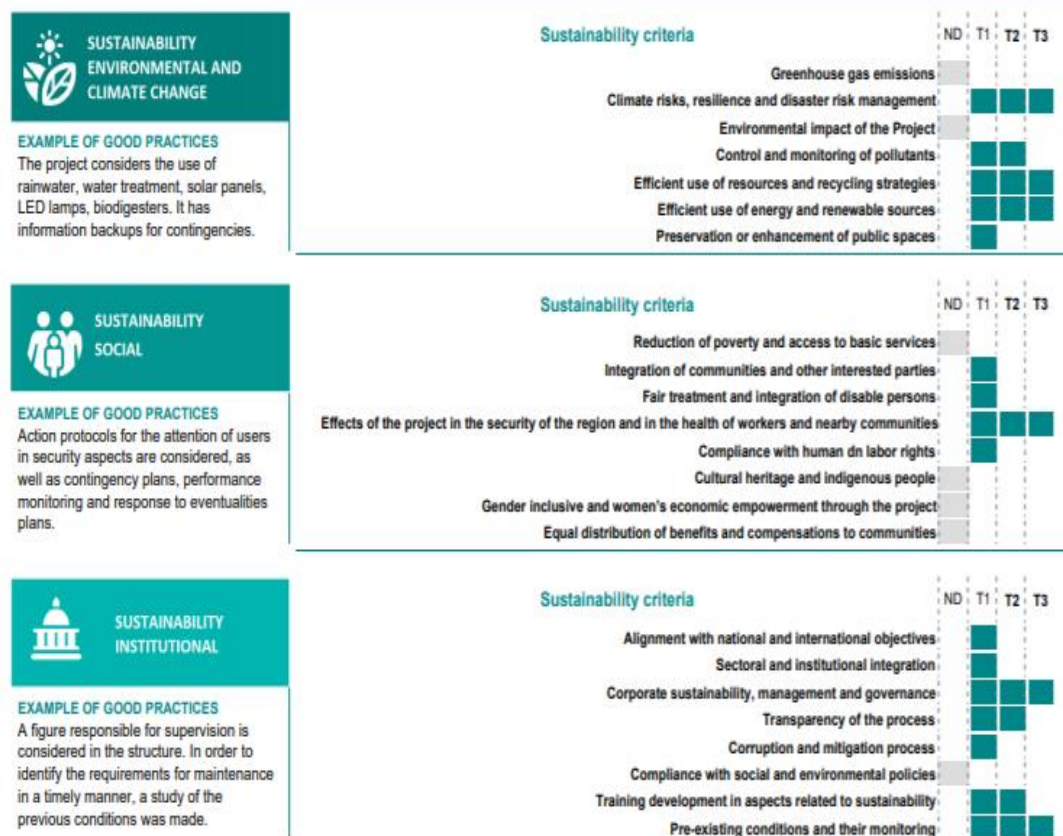 SUSTAINABILITY
ENVIRONMENTAL AND
CLIMATE CHANGE
EXAMPLE OF GOOD PRACTICES
The project considers the use of
rainwater, water treatment, solar panels,
LED lamps, biodigesters. It has
information backups for contingencies.
Sustainability criteria
ND T1 T2 T3
Greenhouse gas emissions
Climate risks, resilience and disaster risk management
Environmental impact of the Project
Control and monitoring of pollutants
Efficient use of resources and recycling strategies
Efficient use of energy and renewable sources
Preservation or enhancement of public spaces
SUSTAINABILITY
SOCIAL
EXAMPLE OF GOOD PRACTICES
Action protocols for the attention of users
in security aspects are considered, as
well as contingency plans, performance
monitoring and response to eventualities
plans.
Sustainability criteria
ND T1 T2 T3
Reduction of poverty and access to basic services
Integration of communities and other interested parties
Fair treatment and integration of disable persons
Effects of the project in the security of the region and in the health of workers and nearby communities
Compliance with human dn labor rights
Cultural heritage and indigenous people
Gender inclusive and women's economic empowerment through the project
Equal distribution of benefits and compensations to communities
SUSTAINABILITY
INSTITUTIONAL
EXAMPLE OF GOOD PRACTICES
A figure responsible for supervision is
considered in the structure. In order to
identify the requirements for maintenance
in a timely manner, a study of the
previous conditions was made.
Sustainability criteria
ND T1 T2 T3
Alignment with national and international objectives
Sectoral and institutional integration
Corporate sustainability, management and governance
Transparency of the process
Corruption and mitigation process
Compliance with social and environmental policies
Training development in aspects related to sustainability
Pre-existing conditions and their monitoring